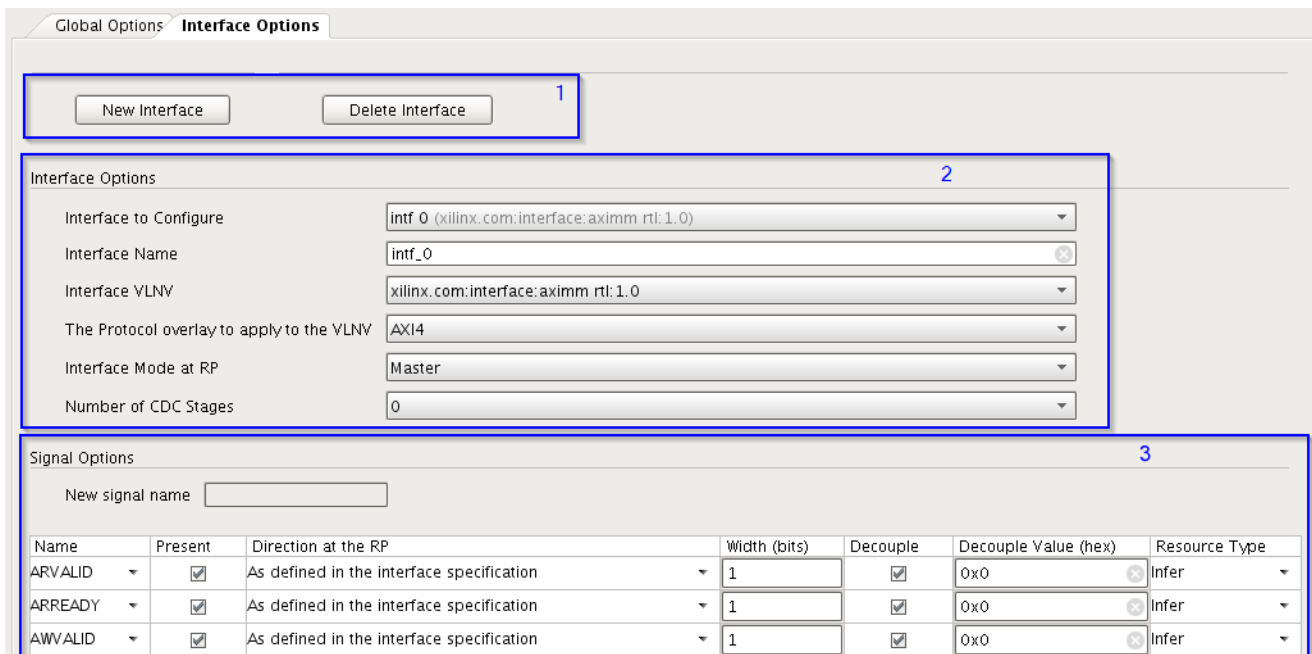 Global Options Interface Options
New Interface Delete Interface 1
2
Interface Options
Interface to Configure intf 0 (xilinx.com:interface:aximm rtl:1.0)
Interface Name intf_0
Interface VLNV xilinx.com:interface:aximm rtl:1.0
The Protocol overlay to apply to the VLNV AXI4
Interface Mode at RP Master
Number of CDC Stages 0
3
Signal Options
New signal name
Name Present Direction at the RP Width (bits) Decouple Decouple Value (hex) Resource Type
ARVALID As defined in the interface specification 1 0x0 Infer
ARREADY As defined in the interface specification 1 0x0 Infer
AWVALID As defined in the interface specification 1 0x0 Infer